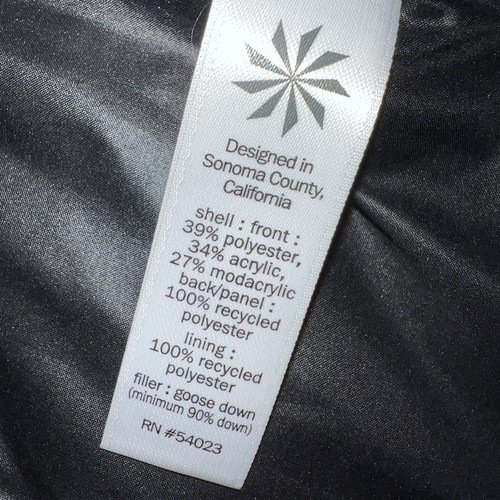 Designed in
Sonoma County,
California
shell : front :
39% polyester,
34% acrylic,
27% modacrylic
back/panel :
100% recycled
polyester
lining :
100% recycled
polyester
filler : goose down
(minimum 90% down)
RN #54023